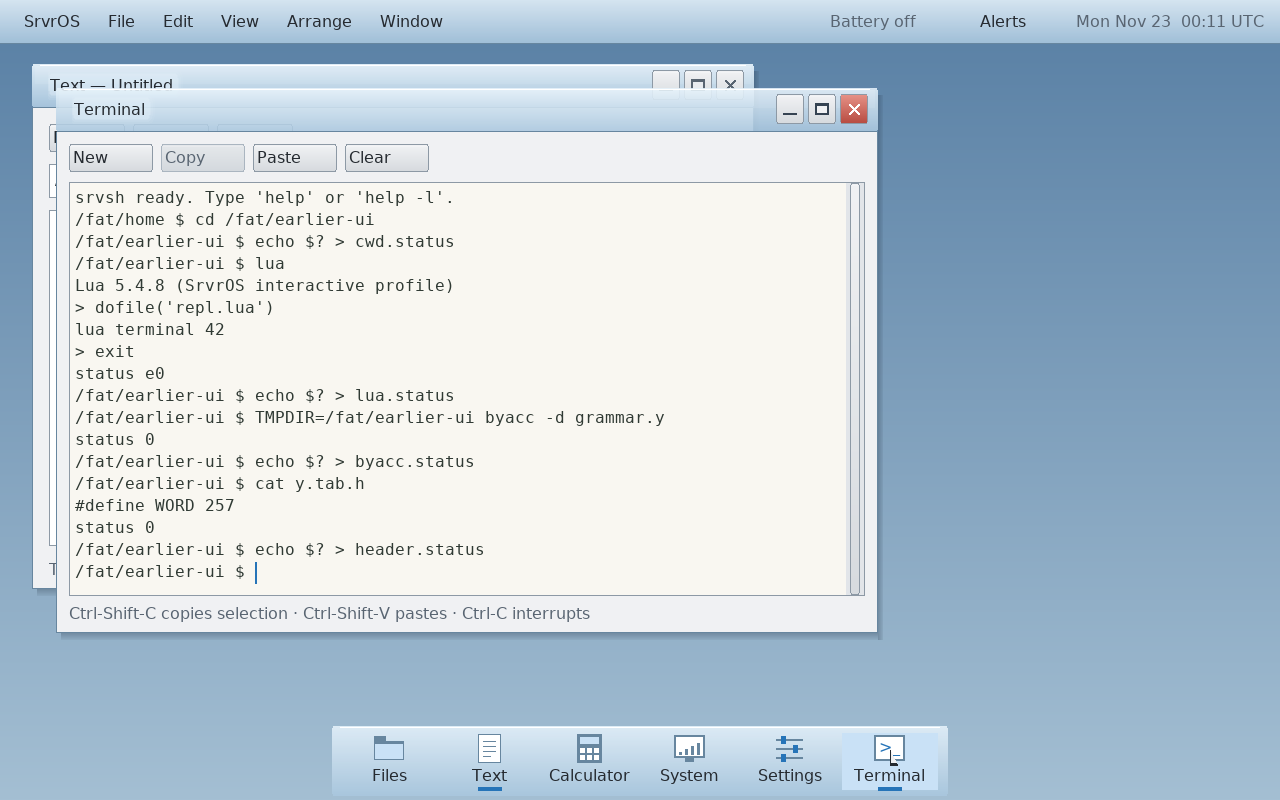 SrvrOS File Edit View Arrange Window Battery off Alerts Mon Nov 23 00:11 UTC
Text — Untitled
Terminal
New Copy Paste Clear
srvsh ready. Type 'help' or 'help -l'.
/fat/home $ cd /fat/earlier-ui
/fat/earlier-ui $ echo $? > cwd.status
/fat/earlier-ui $ lua
Lua 5.4.8 (SrvrOS interactive profile)
> dofile('repl.lua')
lua terminal 42
> exit
status e0
/fat/earlier-ui $ echo $? > lua.status
/fat/earlier-ui $ TMPDIR=/fat/earlier-ui byacc -d grammar.y
status 0
/fat/earlier-ui $ echo $? > byacc.status
/fat/earlier-ui $ cat y.tab.h
#define WORD 257
status 0
/fat/earlier-ui $ echo $? > header.status
/fat/earlier-ui $
Ctrl-Shift-C copies selection · Ctrl-Shift-V pastes · Ctrl-C interrupts
Files Text Calculator System Settings Terminal